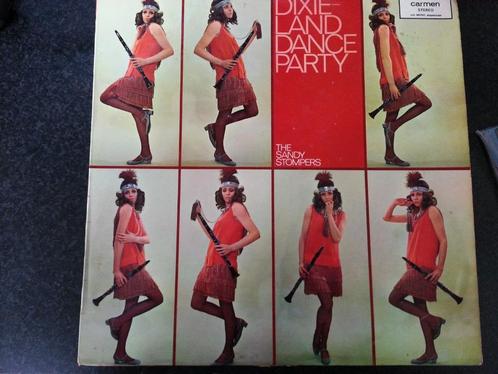 DIXIE-
LAND
DANCE
PARTY
THE
SANDY
STOMPERS
carmen
STEREO